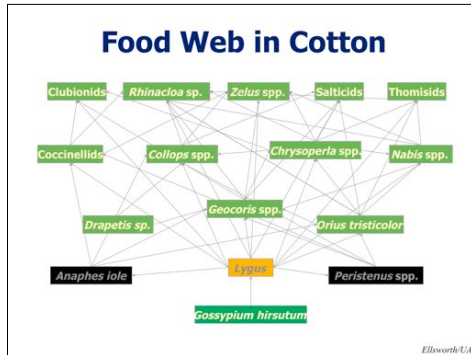 Food Web in Cotton
Clubionids Rhinacloa sp. Zelus spp. Salticids Thomisids
Coccinellids Collops spp. Chrysoperla spp. Nabis spp.
Geocoris spp.
Drapetis sp. Orius tristicolor
Anaphes iole Lygus Peristenus spp.
Gossypium hirsutum
Ellsworth/UA